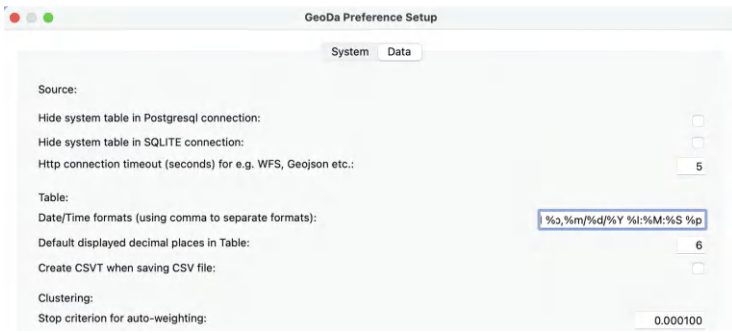 GeoDa Preference Setup
System Data
Source:
Hide system table in Postgresql connection:
Hide system table in SQLITE connection:
Http connection timeout (seconds) for e.g. WFS, Geojson etc.: 5
Table:
Date/Time formats (using comma to separate formats): %p,%m/%d/%Y %I:%M:%S %p
Default displayed decimal places in Table: 6
Create CSVT when saving CSV file:
Clustering:
Stop criterion for auto-weighting: 0.000100